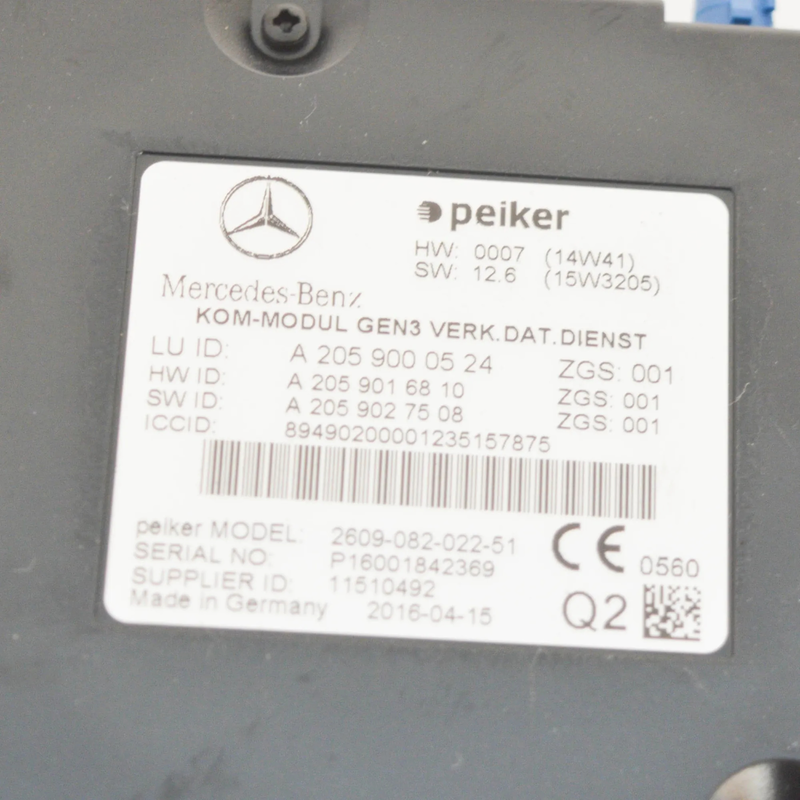 peiker
HW: 0007 (14W41)
SW: 12.6 (15W3205)
Mercedes-Benz
KOM-MODUL GEN3 VERK.DAT.DIENST
LU ID: A 205 900 05 24 ZGS: 001
HW ID: A 205 901 68 10 ZGS: 001
SW ID: A 205 902 75 08 ZGS: 001
ICCID: 89490200001235157875
peiker MODEL: 2609-082-022-51
SERIAL NO: P16001842369
SUPPLIER ID: 11510492
Made in Germany 2016-04-15
CE 0560
Q2